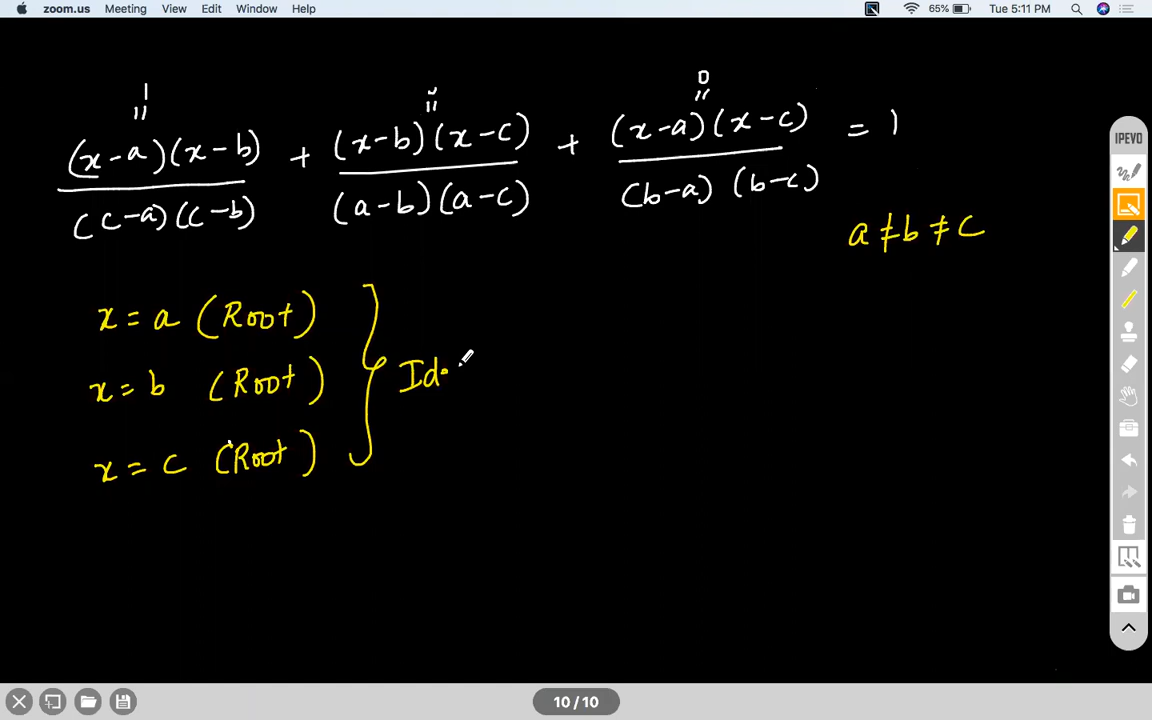 zoom.us Meeting View Edit Window Help 65% Tue 5:11 PM
1 0
" " "
(x-a)(x-b) + (x-b)(x-c) + (x-a)(x-c) = 1
(c-a)(c-b) (a-b)(a-c) (b-a) (b-c)
a ≠ b ≠ c
x = a (Root)
x = b (Root)
Id
x = c (Root)
IPEVO
10 / 10